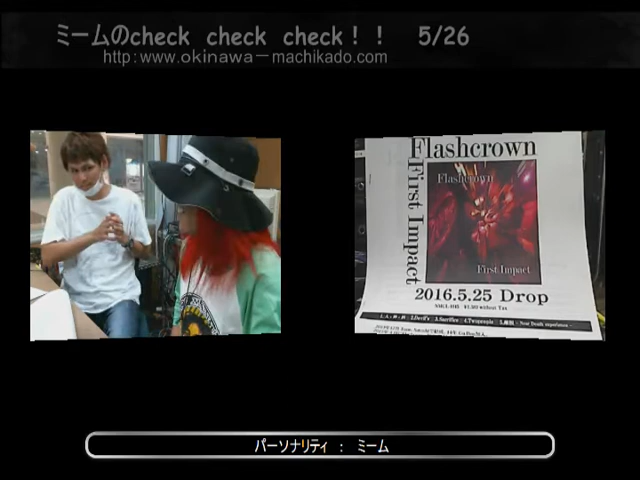 ミームのcheck check check！！ 5/26
http:www.okinawa－machikado.com
Flashcrown
First Impact
Flashcrown
First Impact
2016.5.25 Drop
パーソナリティ ： ミーム